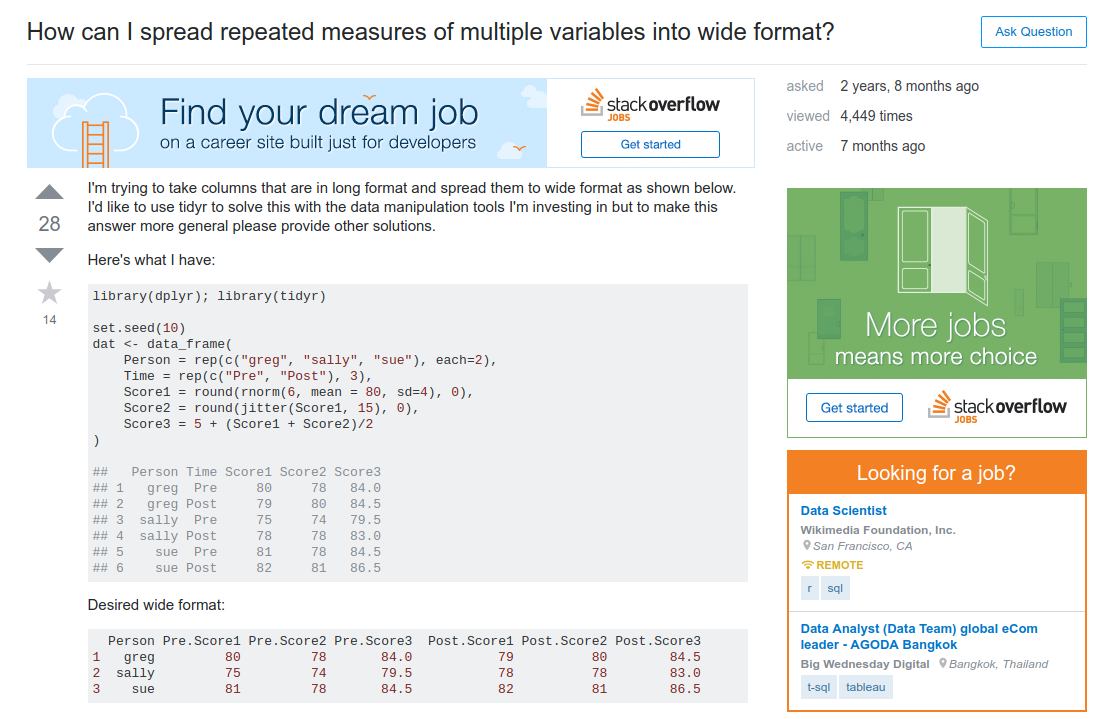 How can I spread repeated measures of multiple variables into wide format?
Ask Question
Find your dream job
on a career site built just for developers
stackoverflow
JOBS
Get started
asked 2 years, 8 months ago
viewed 4,449 times
active 7 months ago
28
14
I'm trying to take columns that are in long format and spread them to wide format as shown below.
I'd like to use tidyr to solve this with the data manipulation tools I'm investing in but to make this
answer more general please provide other solutions.
Here's what I have:
library(dplyr); library(tidyr)
set.seed(10)
dat <- data_frame(
    Person = rep(c("greg", "sally", "sue"), each=2),
    Time = rep(c("Pre", "Post"), 3),
    Score1 = round(rnorm(6, mean = 80, sd=4), 0),
    Score2 = round(jitter(Score1, 15), 0),
    Score3 = 5 + (Score1 + Score2)/2
)
##   Person Time Score1 Score2 Score3
## 1   greg  Pre     80     78   84.0
## 2   greg Post     79     80   84.5
## 3  sally  Pre     75     74   79.5
## 4  sally Post     78     78   83.0
## 5    sue  Pre     81     78   84.5
## 6    sue Post     82     81   86.5
Desired wide format:
  Person Pre.Score1 Pre.Score2 Pre.Score3  Post.Score1 Post.Score2 Post.Score3
1   greg         80         78       84.0           79          80        84.5
2  sally         75         74       79.5           78          78        83.0
3    sue         81         78       84.5           82          81        86.5
More jobs
means more choice
Get started
stackoverflow
JOBS
Looking for a job?
Data Scientist
Wikimedia Foundation, Inc.
San Francisco, CA
REMOTE
r sql
Data Analyst (Data Team) global eCom
leader - AGODA Bangkok
Big Wednesday Digital Bangkok, Thailand
t-sql tableau